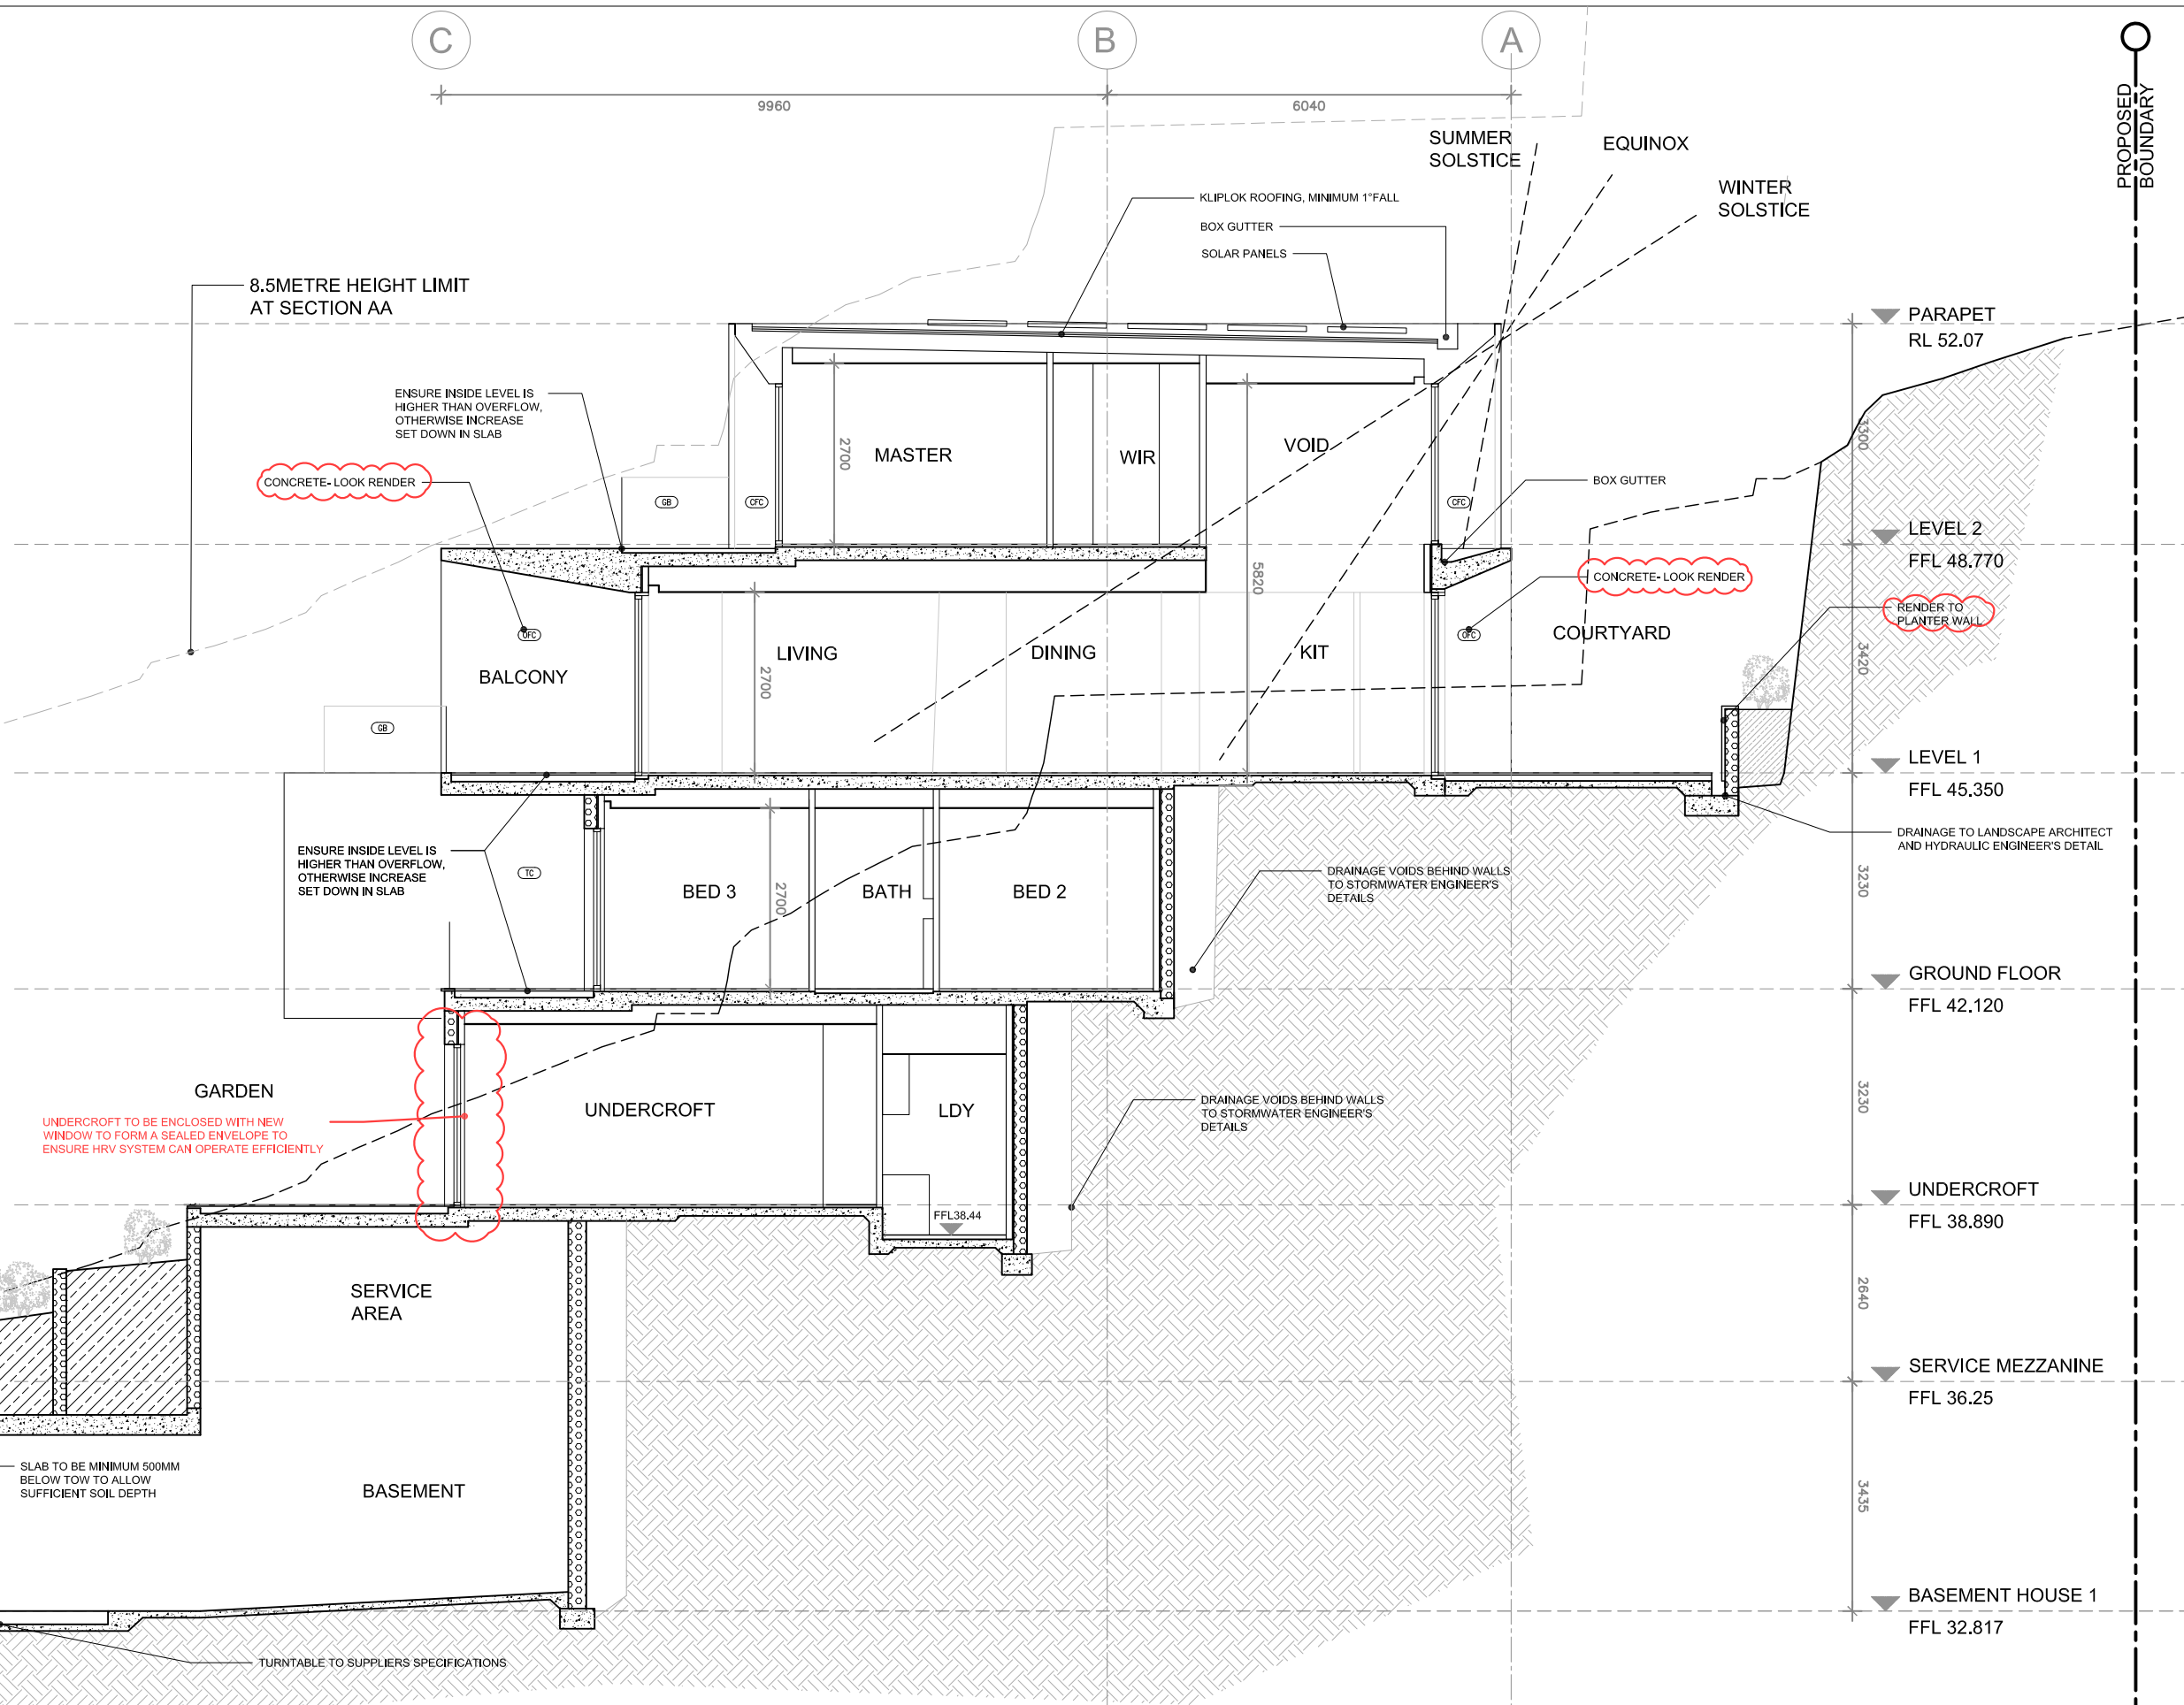 C
B
A
9960
6040
PROPOSED
BOUNDARY
SUMMER
SOLSTICE
EQUINOX
WINTER
SOLSTICE
KLIPLOK ROOFING, MINIMUM 1°FALL
BOX GUTTER
SOLAR PANELS
8.5METRE HEIGHT LIMIT
AT SECTION AA
PARAPET
RL 52.07
ENSURE INSIDE LEVEL IS
HIGHER THAN OVERFLOW,
OTHERWISE INCREASE
SET DOWN IN SLAB
3300
2700
MASTER
WIR
VOID
CONCRETE-LOOK RENDER
BOX GUTTER
GB
CFC
CFC
LEVEL 2
FFL 48.770
5820
CONCRETE-LOOK RENDER
RENDER TO
PLANTER WALL
OFC
OFC
BALCONY
LIVING
2700
DINING
KIT
COURTYARD
3420
GB
LEVEL 1
FFL 45.350
DRAINAGE TO LANDSCAPE ARCHITECT
AND HYDRAULIC ENGINEER'S DETAIL
ENSURE INSIDE LEVEL IS
HIGHER THAN OVERFLOW,
OTHERWISE INCREASE
SET DOWN IN SLAB
TC
BED 3
2700
BATH
BED 2
DRAINAGE VOIDS BEHIND WALLS
TO STORMWATER ENGINEER'S
DETAILS
3230
GROUND FLOOR
FFL 42.120
GARDEN
UNDERCROFT TO BE ENCLOSED WITH NEW
WINDOW TO FORM A SEALED ENVELOPE TO
ENSURE HRV SYSTEM CAN OPERATE EFFICIENTLY
UNDERCROFT
LDY
DRAINAGE VOIDS BEHIND WALLS
TO STORMWATER ENGINEER'S
DETAILS
3230
FFL38.44
UNDERCROFT
FFL 38.890
SERVICE
AREA
2640
SERVICE MEZZANINE
FFL 36.25
SLAB TO BE MINIMUM 500MM
BELOW TOW TO ALLOW
SUFFICIENT SOIL DEPTH
BASEMENT
3435
BASEMENT HOUSE 1
FFL 32.817
TURNTABLE TO SUPPLIERS SPECIFICATIONS